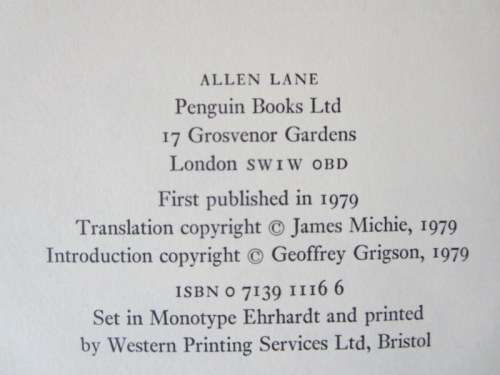 ALLEN LANE
Penguin Books Ltd
17 Grosvenor Gardens
London SW1W 0BD
First published in 1979
Translation copyright © James Michie, 1979
Introduction copyright © Geoffrey Grigson, 1979
ISBN 0 7139 1116 6
Set in Monotype Ehrhardt and printed
by Western Printing Services Ltd, Bristol